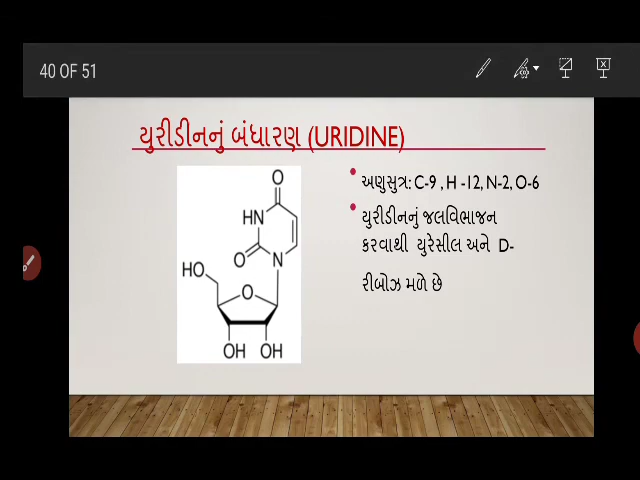 40 OF 51
યુરીડીનનું બંધારણ (URIDINE)
અણુસુત્ર: C-9 , H -12, N-2, O-6
યુરીડીનનું જલવિભાજન
કરવાથી યુરેસીલ અને D-
રીબોઝ મળે છે
O
HN
O
N
HO
O
OH OH